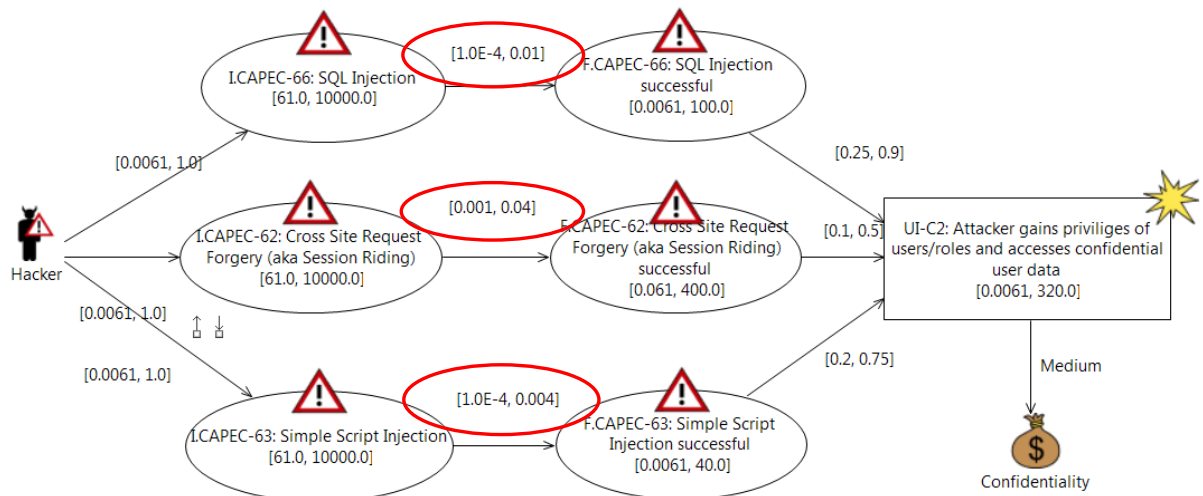 [1.0E-4, 0.01]
I.CAPEC-66: SQL Injection
[61.0, 10000.0]
F.CAPEC-66: SQL Injection
successful
[0.0061, 100.0]
[0.0061, 1.0]
[0.25, 0.9]
Hacker
[0.001, 0.04]
I.CAPEC-62: Cross Site Request
Forgery (aka Session Riding)
[61.0, 10000.0]
F.CAPEC-62: Cross Site Request
Forgery (aka Session Riding)
successful
[0.061, 400.0]
[0.1, 0.5]
UI-C2: Attacker gains priviliges of
users/roles and accesses confidential
user data
[0.0061, 320.0]
[0.0061, 1.0]
[0.0061, 1.0]
[0.2, 0.75]
Medium
[1.0E-4, 0.004]
I.CAPEC-63: Simple Script Injection
[61.0, 10000.0]
F.CAPEC-63: Simple Script
Injection successful
[0.0061, 40.0]
$
Confidentiality